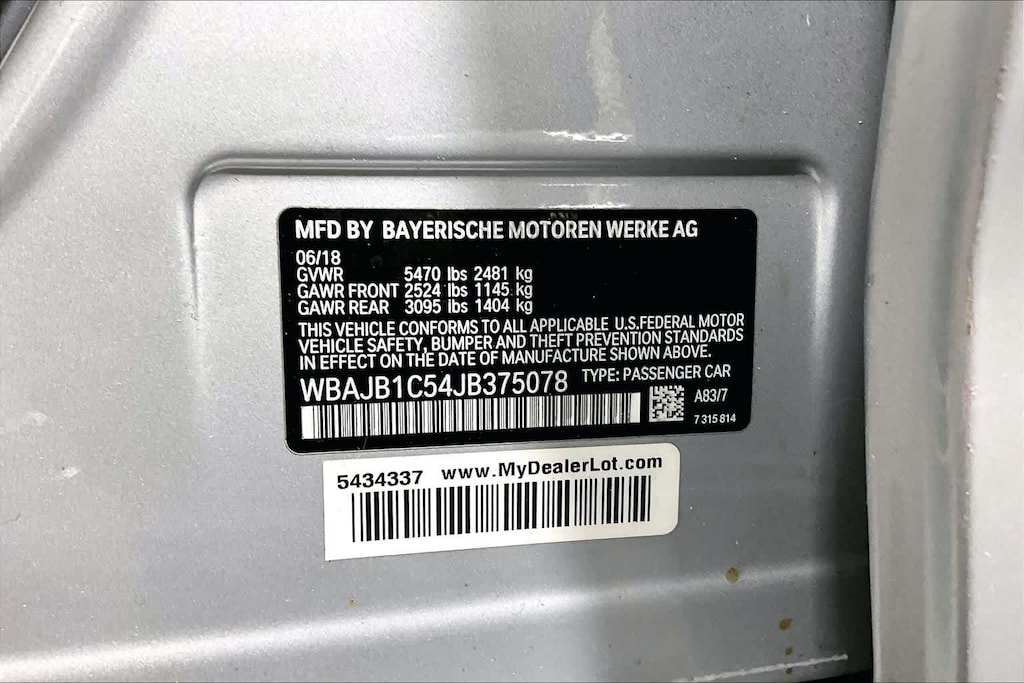 MFD BY BAYERISCHE MOTOREN WERKE AG
06/18
GVWR 5470 lbs 2481 kg
GAWR FRONT 2524 lbs 1145 kg
GAWR REAR 3095 lbs 1404 kg
THIS VEHICLE CONFORMS TO ALL APPLICABLE U.S.FEDERAL MOTOR
VEHICLE SAFETY, BUMPER AND THEFT PREVENTION STANDARDS
IN EFFECT ON THE DATE OF MANUFACTURE SHOWN ABOVE.
WBAJB1C54JB375078 TYPE: PASSENGER CAR
A83/7
7 315 814
5434337 www.MyDealerLot.com